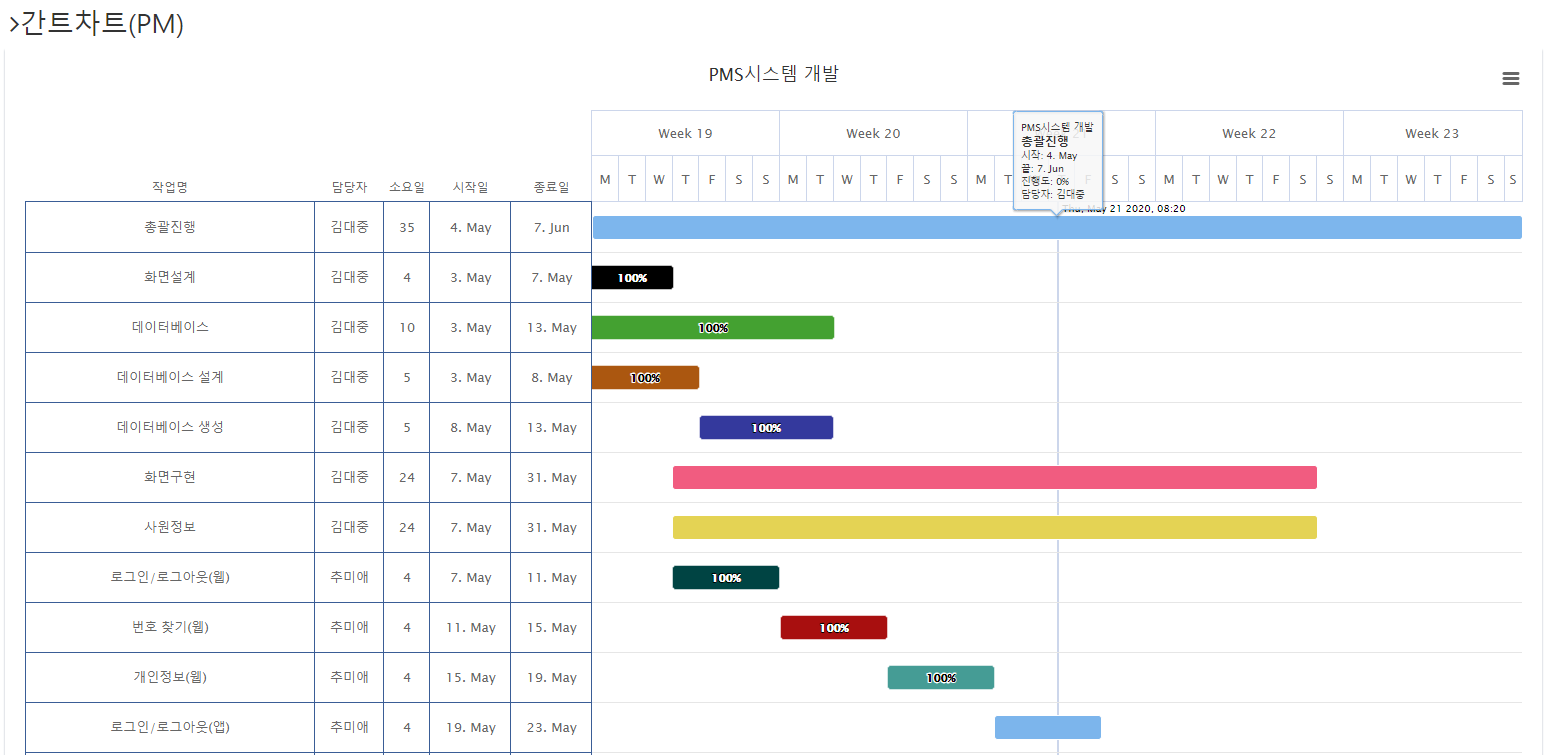 >간트차트(PM)
PMS시스템 개발
Week 19 Week 20 Week 22 Week 23
PMS시스템 개발
총괄진행
시작: 4. May
끝: 7. Jun
진행도: 0%
담당자: 김대중
작업명 담당자 소요일 시작일 종료일
M T W T F S S M T W T F S S M T F S S M T W T F S S M T W T F S S
Thu, May 21 2020, 08:20
총괄진행 김대중 35 4. May 7. Jun
화면설계 김대중 4 3. May 7. May 100%
데이터베이스 김대중 10 3. May 13. May 100%
데이터베이스 설계 김대중 5 3. May 8. May 100%
데이터베이스 생성 김대중 5 8. May 13. May 100%
화면구현 김대중 24 7. May 31. May
사원정보 김대중 24 7. May 31. May
로그인/로그아웃(웹) 추미애 4 7. May 11. May 100%
번호 찾기(웹) 추미애 4 11. May 15. May 100%
개인정보(웹) 추미애 4 15. May 19. May 100%
로그인/로그아웃(앱) 추미애 4 19. May 23. May